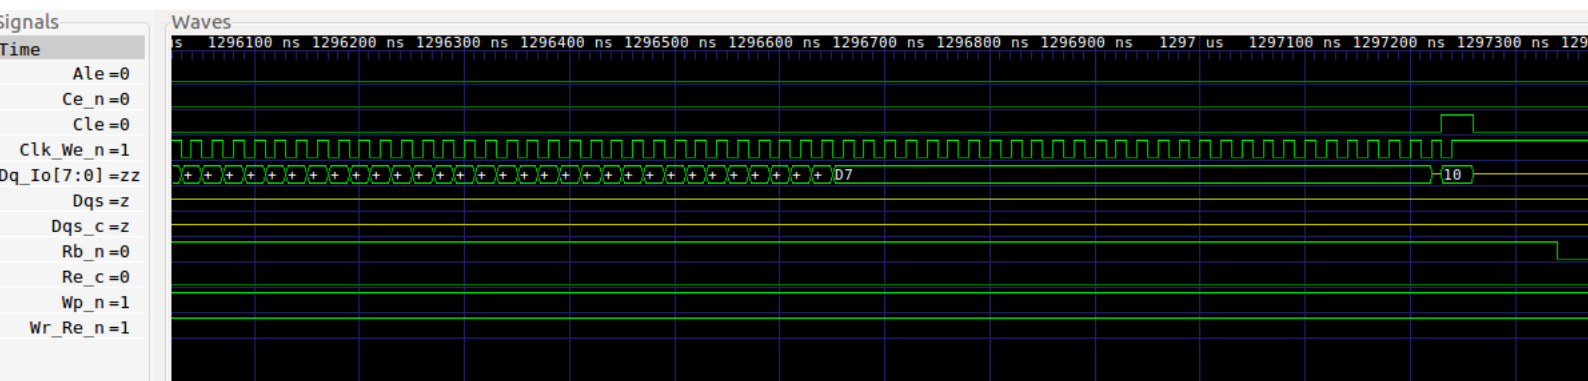 Signals
Waves
Time
s 1296100 ns 1296200 ns 1296300 ns 1296400 ns 1296500 ns 1296600 ns 1296700 ns 1296800 ns 1296900 ns 1297 us 1297100 ns 1297200 ns 1297300 ns 129
Ale=0
Ce_n=0
Cle=0
Clk_We_n=1
Dq_Io[7:0]=zz
+ + + + + + + + + + + + + + + + + + + + + + + + + + + + + + + D7 10
Dqs=z
Dqs_c=z
Rb_n=0
Re_c=0
Wp_n=1
Wr_Re_n=1